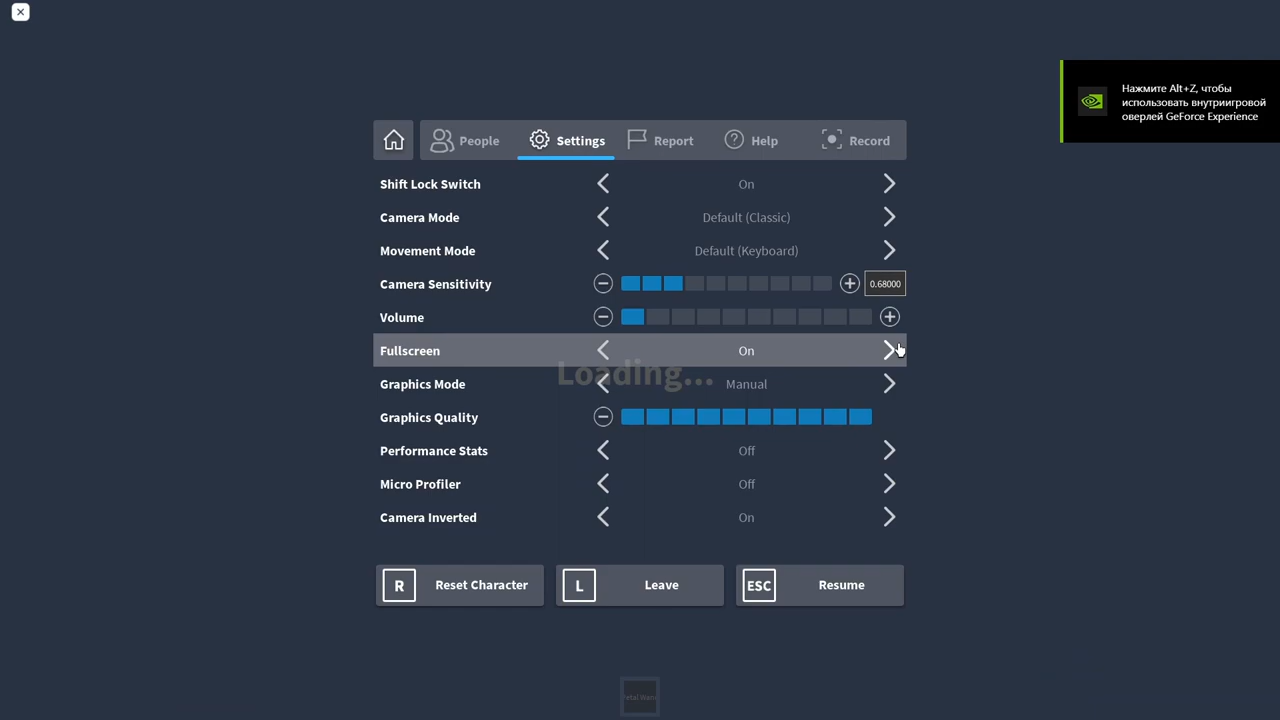 Нажмите Alt+Z, чтобы
использовать внутриигровой
оверлей GeForce Experience
People Settings Report Help Record
Shift Lock Switch On
Camera Mode Default (Classic)
Movement Mode Default (Keyboard)
Camera Sensitivity 0.68000
Volume
Fullscreen On
Loading...
Graphics Mode Manual
Graphics Quality
Performance Stats Off
Micro Profiler Off
Camera Inverted On
R Reset Character L Leave ESC Resume